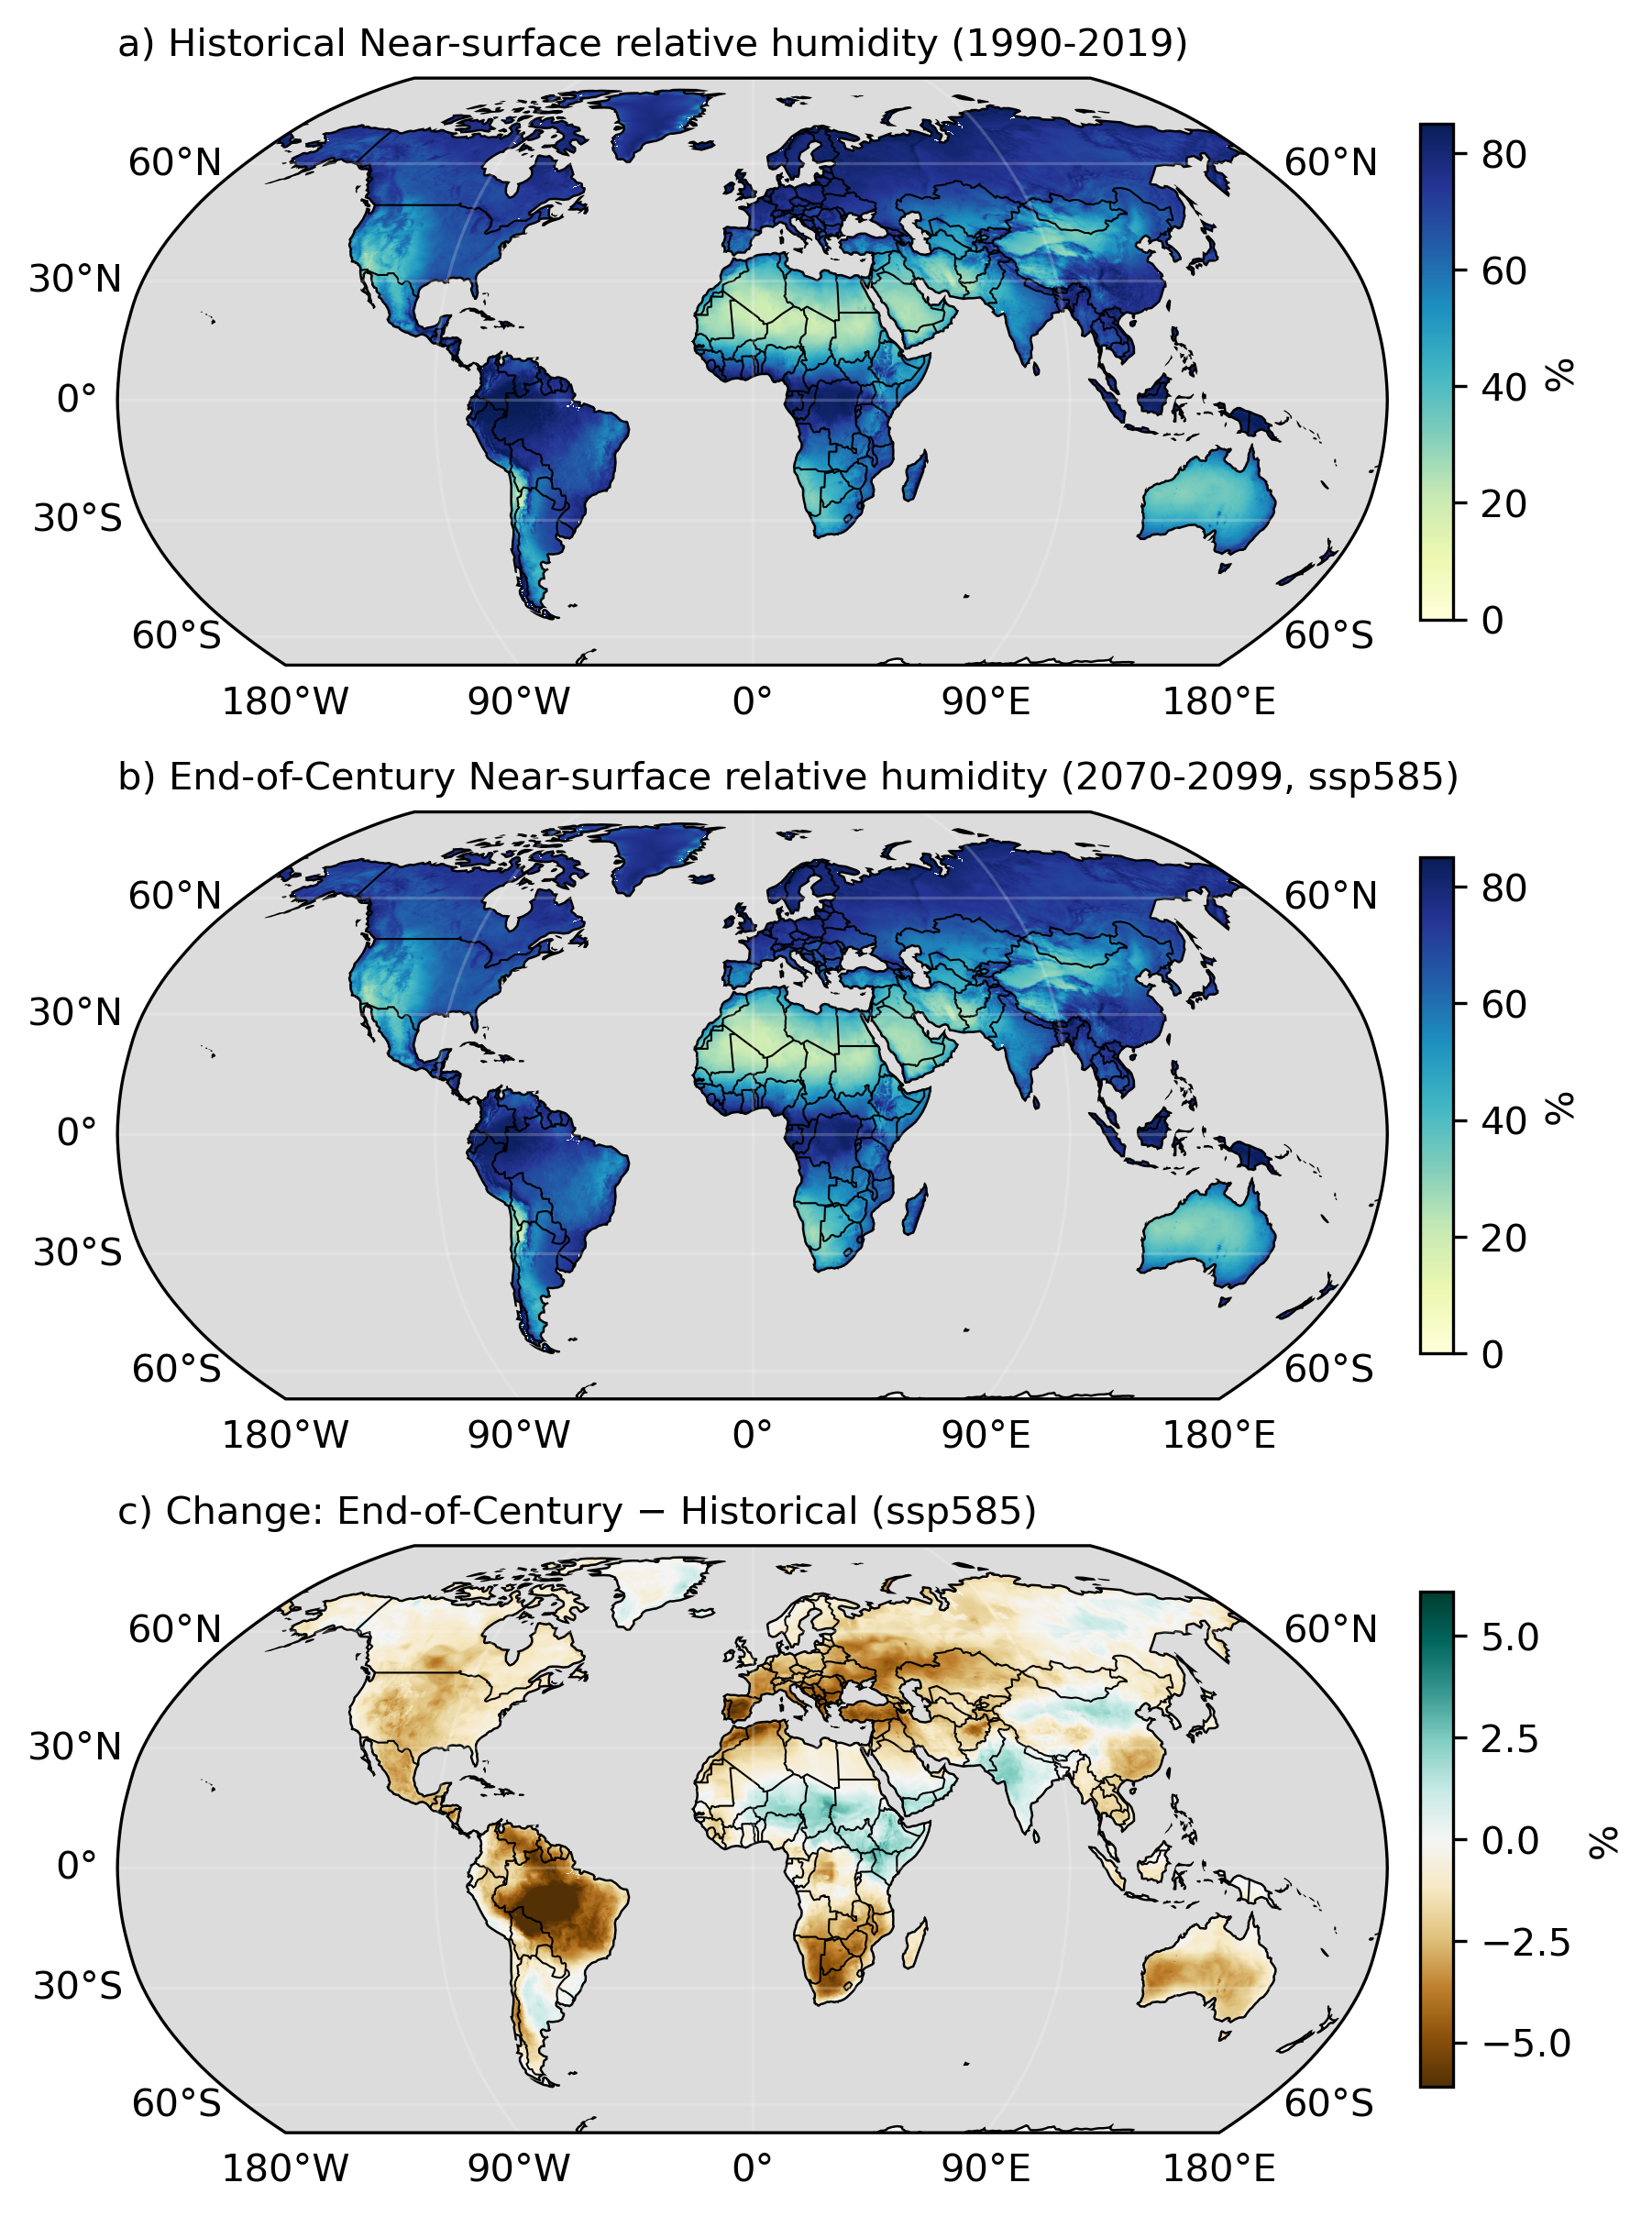 a) Historical Near-surface relative humidity (1990-2019)
60°N
60°N
30°N
0°
30°S
60°S
60°S
180°W
90°W
0°
90°E
180°E
80
60
40
20
0
%
b) End-of-Century Near-surface relative humidity (2070-2099, ssp585)
60°N
60°N
30°N
0°
30°S
60°S
60°S
180°W
90°W
0°
90°E
180°E
80
60
40
20
0
%
c) Change: End-of-Century − Historical (ssp585)
60°N
60°N
30°N
0°
30°S
60°S
60°S
180°W
90°W
0°
90°E
180°E
5.0
2.5
0.0
−2.5
−5.0
%